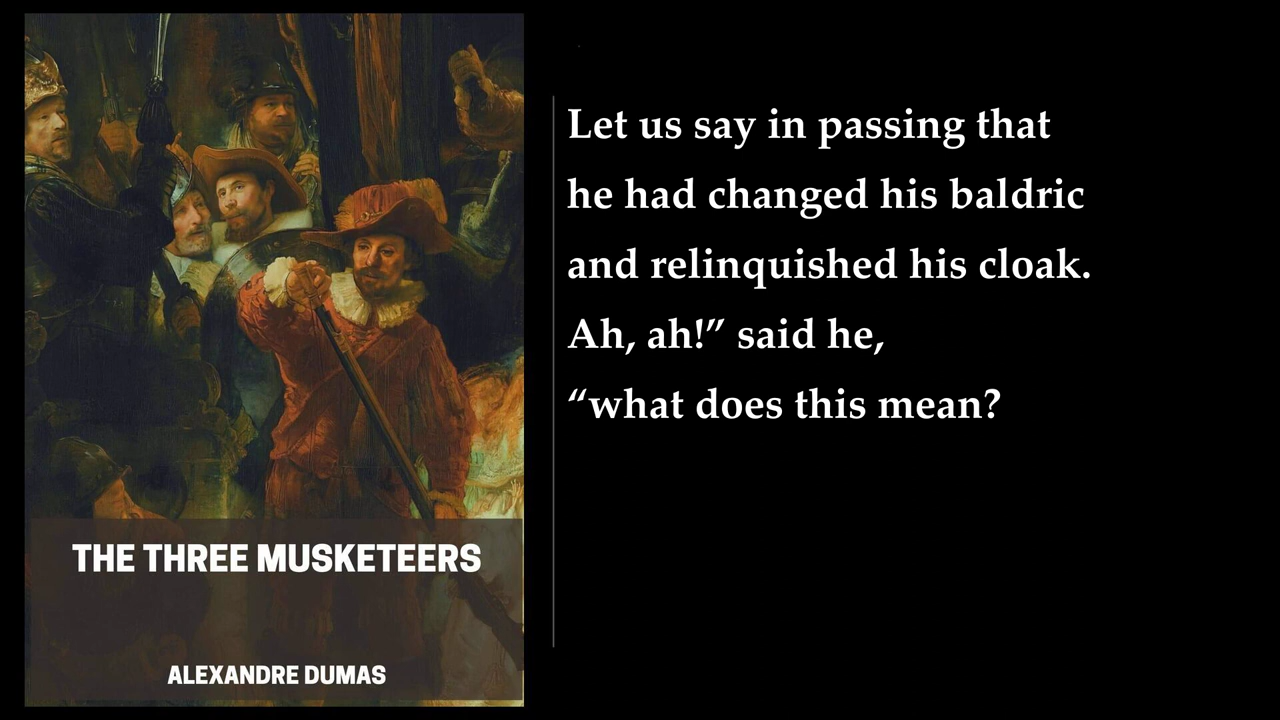 THE THREE MUSKETEERS
ALEXANDRE DUMAS
Let us say in passing that
he had changed his baldric
and relinquished his cloak.
Ah, ah!” said he,
“what does this mean?